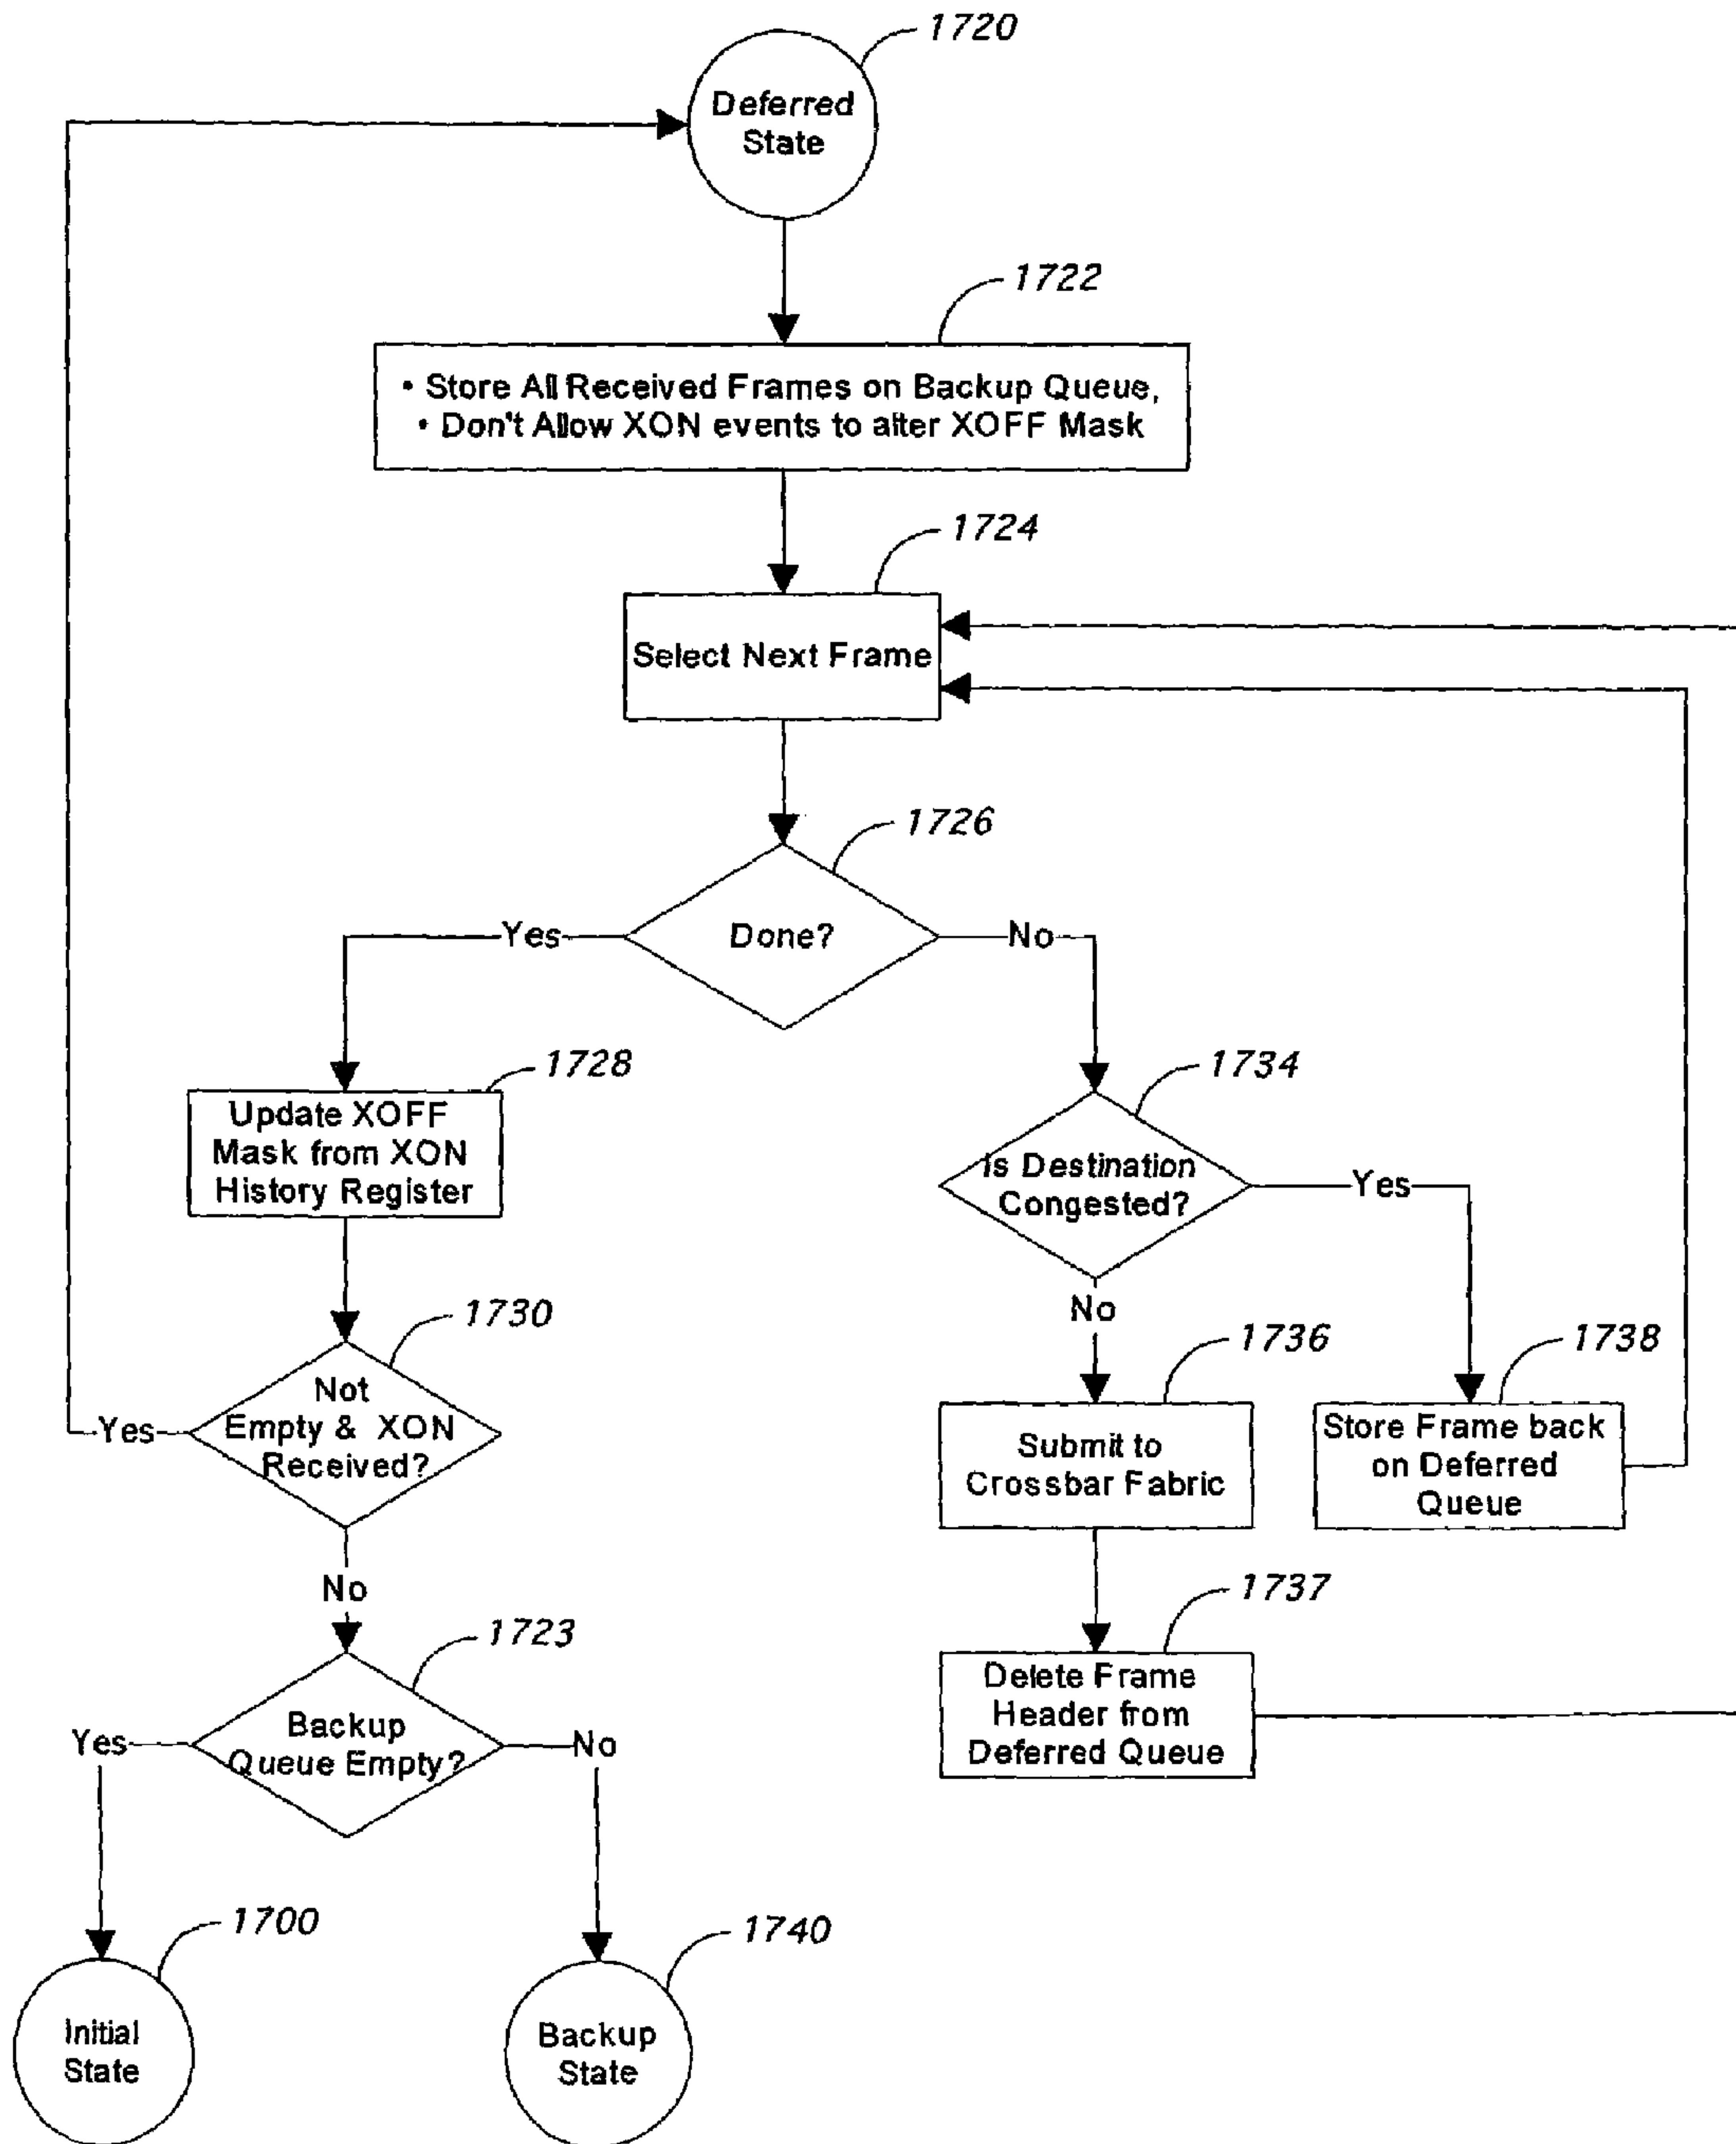 1720
Deferred
State
1722
• Store All Received Frames on Backup Queue,
• Don't Allow XON events to alter XOFF Mask
1724
Select Next Frame
1726
Done?
Yes
No
1728
Update XOFF
Mask from XON
History Register
1734
Is Destination
Congested?
Yes
No
1730
Not
Empty & XON
Received?
Yes
No
1736
Submit to
Crossbar Fabric
1738
Store Frame back
on Deferred
Queue
1737
Delete Frame
Header from
Deferred Queue
1723
Backup
Queue Empty?
Yes
No
1700
Initial
State
1740
Backup
State